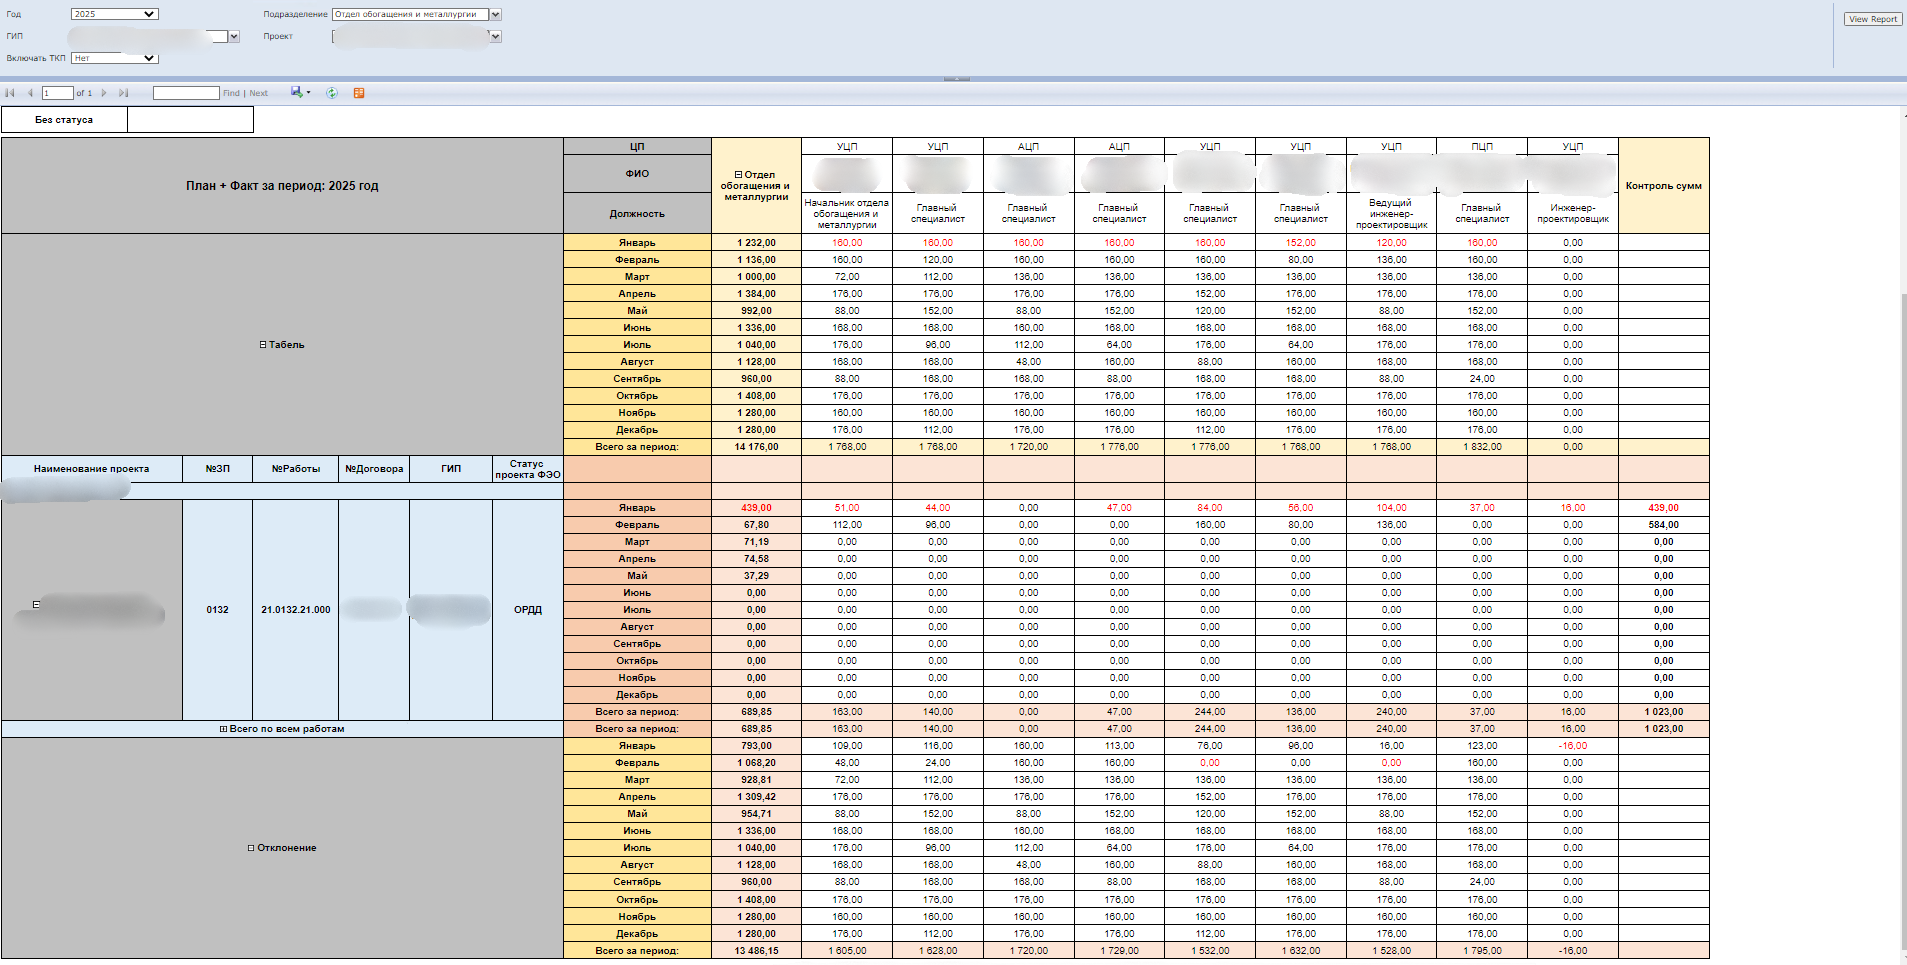 Год 2025 Подразделение Отдел обогащения и металлургии View Report
ГИП Проект
Включать ТКП Нет
1 of 1 Find | Next
Без статуса
План + Факт за период: 2025 год
ЦП УЦП УЦП АЦП АЦП УЦП УЦП УЦП ПЦП УЦП
ФИО Отдел обогащения и металлургии Контроль сумм
Должность Начальник отдела обогащения и металлургии Главный специалист Главный специалист Главный специалист Главный специалист Главный специалист Ведущий инженер-проектировщик Главный специалист Инженер-проектировщик
Табель
Январь 1 232,00 160,00 160,00 160,00 160,00 160,00 152,00 120,00 160,00 0,00
Февраль 1 136,00 160,00 120,00 160,00 160,00 160,00 80,00 136,00 160,00 0,00
Март 1 000,00 72,00 112,00 136,00 136,00 136,00 136,00 136,00 136,00 0,00
Апрель 1 384,00 176,00 176,00 176,00 176,00 152,00 176,00 176,00 176,00 0,00
Май 992,00 88,00 152,00 88,00 152,00 120,00 152,00 88,00 152,00 0,00
Июнь 1 336,00 168,00 168,00 160,00 168,00 168,00 168,00 168,00 168,00 0,00
Июль 1 040,00 176,00 96,00 112,00 64,00 176,00 64,00 176,00 176,00 0,00
Август 1 128,00 168,00 168,00 48,00 160,00 88,00 160,00 168,00 168,00 0,00
Сентябрь 960,00 88,00 168,00 168,00 88,00 168,00 168,00 88,00 24,00 0,00
Октябрь 1 408,00 176,00 176,00 176,00 176,00 176,00 176,00 176,00 176,00 0,00
Ноябрь 1 280,00 160,00 160,00 160,00 160,00 160,00 160,00 160,00 160,00 0,00
Декабрь 1 280,00 176,00 112,00 176,00 176,00 112,00 176,00 176,00 176,00 0,00
Всего за период: 14 176,00 1 768,00 1 768,00 1 720,00 1 776,00 1 776,00 1 768,00 1 768,00 1 832,00 0,00
Наименование проекта №ЗП №Работы №Договора ГИП Статус проекта ФЭО
0132 21.0132.21.000 ОРДД
Январь 439,00 51,00 44,00 0,00 47,00 84,00 56,00 104,00 37,00 16,00 439,00
Февраль 67,80 112,00 96,00 0,00 0,00 160,00 80,00 136,00 0,00 0,00 584,00
Март 71,19 0,00 0,00 0,00 0,00 0,00 0,00 0,00 0,00 0,00 0,00
Апрель 74,58 0,00 0,00 0,00 0,00 0,00 0,00 0,00 0,00 0,00 0,00
Май 37,29 0,00 0,00 0,00 0,00 0,00 0,00 0,00 0,00 0,00 0,00
Июнь 0,00 0,00 0,00 0,00 0,00 0,00 0,00 0,00 0,00 0,00 0,00
Июль 0,00 0,00 0,00 0,00 0,00 0,00 0,00 0,00 0,00 0,00 0,00
Август 0,00 0,00 0,00 0,00 0,00 0,00 0,00 0,00 0,00 0,00 0,00
Сентябрь 0,00 0,00 0,00 0,00 0,00 0,00 0,00 0,00 0,00 0,00 0,00
Октябрь 0,00 0,00 0,00 0,00 0,00 0,00 0,00 0,00 0,00 0,00 0,00
Ноябрь 0,00 0,00 0,00 0,00 0,00 0,00 0,00 0,00 0,00 0,00 0,00
Декабрь 0,00 0,00 0,00 0,00 0,00 0,00 0,00 0,00 0,00 0,00 0,00
Всего за период: 689,85 163,00 140,00 0,00 47,00 244,00 136,00 240,00 37,00 16,00 1 023,00
Всего по всем работам Всего за период: 689,85 163,00 140,00 0,00 47,00 244,00 136,00 240,00 37,00 16,00 1 023,00
Отклонение
Январь 793,00 109,00 116,00 160,00 113,00 76,00 96,00 16,00 123,00 -16,00
Февраль 1 068,20 48,00 24,00 160,00 160,00 0,00 0,00 0,00 160,00 0,00
Март 928,81 72,00 112,00 136,00 136,00 136,00 136,00 136,00 136,00 0,00
Апрель 1 309,42 176,00 176,00 176,00 176,00 152,00 176,00 176,00 176,00 0,00
Май 954,71 88,00 152,00 88,00 152,00 120,00 152,00 88,00 152,00 0,00
Июнь 1 336,00 168,00 168,00 160,00 168,00 168,00 168,00 168,00 168,00 0,00
Июль 1 040,00 176,00 96,00 112,00 64,00 176,00 64,00 176,00 176,00 0,00
Август 1 128,00 168,00 168,00 48,00 160,00 88,00 160,00 168,00 168,00 0,00
Сентябрь 960,00 88,00 168,00 168,00 88,00 168,00 168,00 88,00 24,00 0,00
Октябрь 1 408,00 176,00 176,00 176,00 176,00 176,00 176,00 176,00 176,00 0,00
Ноябрь 1 280,00 160,00 160,00 160,00 160,00 160,00 160,00 160,00 160,00 0,00
Декабрь 1 280,00 176,00 112,00 176,00 176,00 112,00 176,00 176,00 176,00 0,00
Всего за период: 13 486,15 1 605,00 1 628,00 1 720,00 1 729,00 1 532,00 1 632,00 1 528,00 1 795,00 -16,00